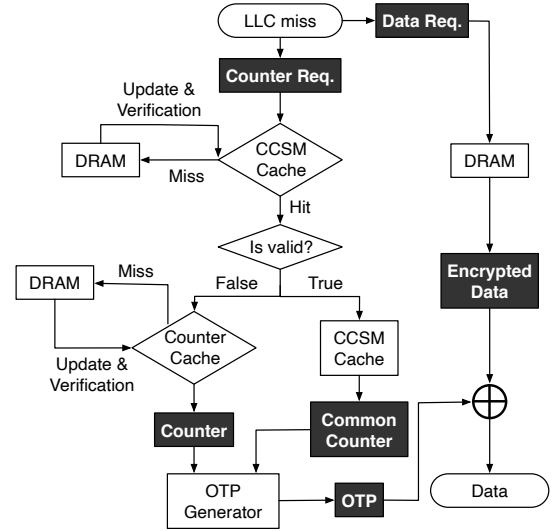 LLC miss
Data Req.
Counter Req.
Update &
Verification
CCSM
Cache
DRAM
Miss
DRAM
Hit
Is valid?
Encrypted
Data
False
True
DRAM
Miss
Counter
Cache
CCSM
Cache
Update &
Verification
Counter
Common
Counter
OTP
Generator
OTP
Data